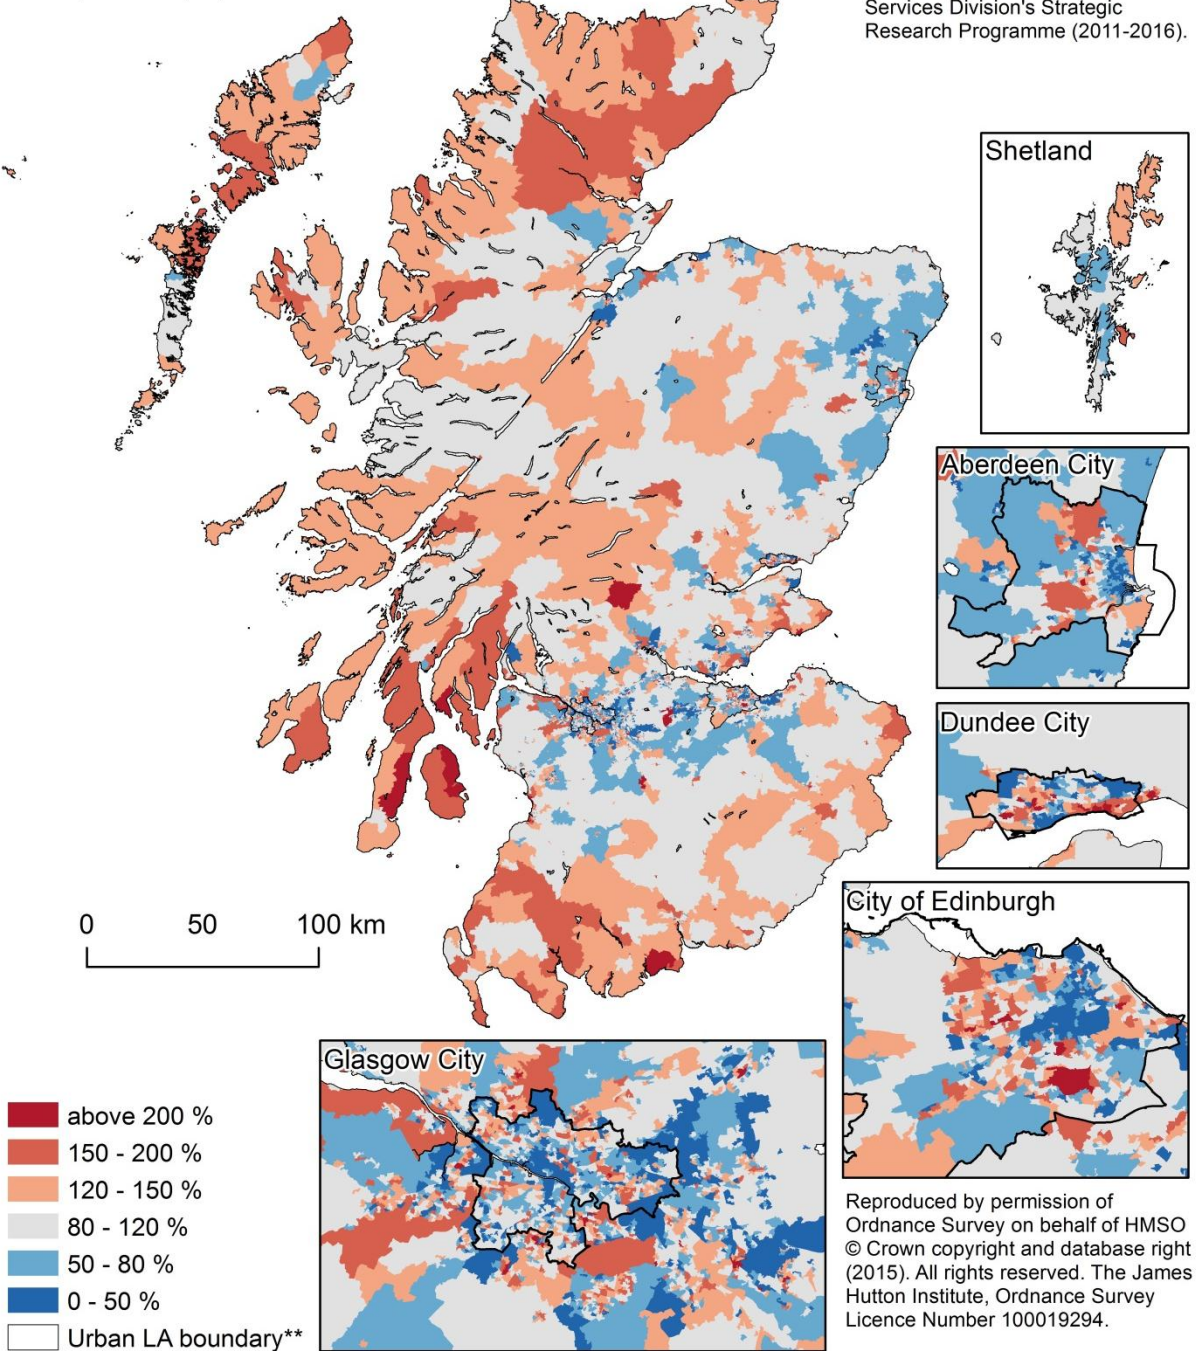 Services Division's Strategic
Research Programme (2011-2016).
Shetland
Aberdeen City
Dundee City
City of Edinburgh
0 50 100 km
Glasgow City
above 200 %
150 - 200 %
120 - 150 %
80 - 120 %
50 - 80 %
0 - 50 %
Urban LA boundary**
Reproduced by permission of
Ordnance Survey on behalf of HMSO
© Crown copyright and database right
(2015). All rights reserved. The James
Hutton Institute, Ordnance Survey
Licence Number 100019294.